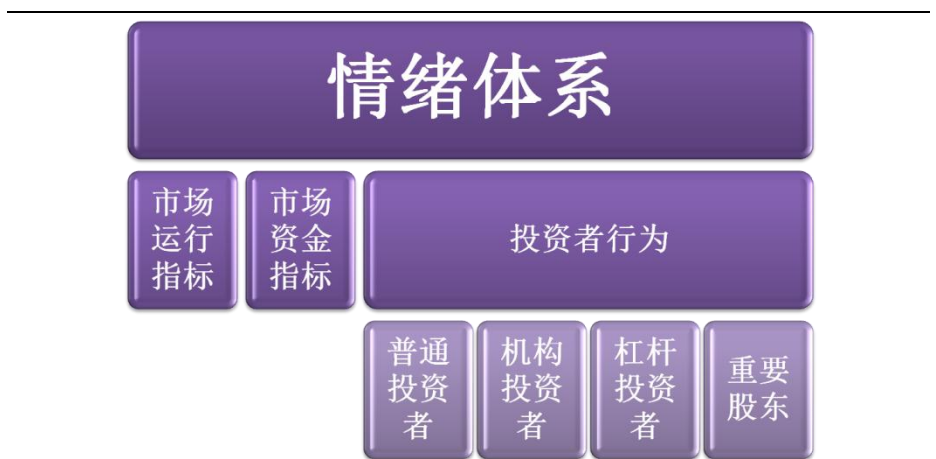 情绪体系
市场
运行
指标
市场
资金
指标
投资者行为
普通
投资
者
机构
投资
者
杠杆
投资
者
重要
股东